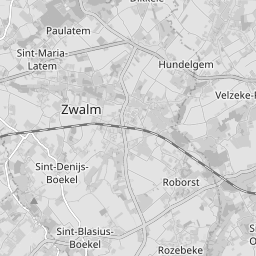 Paulatem
Sint-Maria-
Latem
Hundelgem
Zwalm
Sint-Denijs-
Boekel
Roborst
Sint-Blasius-
Boekel
Rozebeke